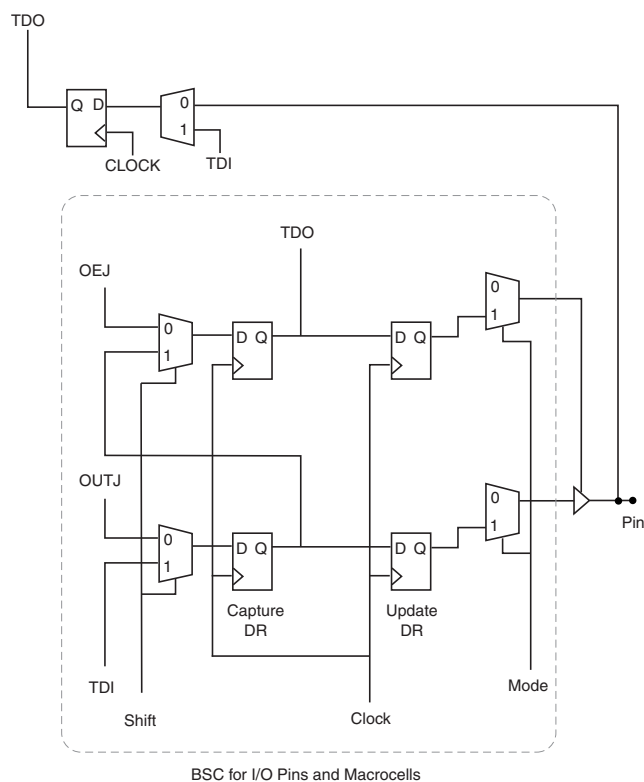 TDO
Q D
0
1
CLOCK
TDI
TDO
OEJ
0
1
D Q
D Q
0
1
OUTJ
0
1
D Q
D Q
0
1
Pin
Capture
DR
Update
DR
TDI
Shift
Clock
Mode
BSC for I/O Pins and Macrocells